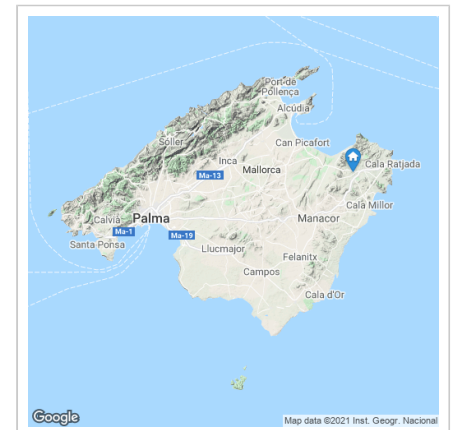 Port de
Pollença
Alcúdia
Sóller
Can Picafort
Inca
Mallorca
Cala Ratjada
Ma-13
Calvià
Palma
Manacor
Cala Millor
Ma-1
Ma-19
Santa Ponsa
Llucmajor
Felanitx
Campos
Cala d'Or
Google
Map data ©2021 Inst. Geogr. Nacional